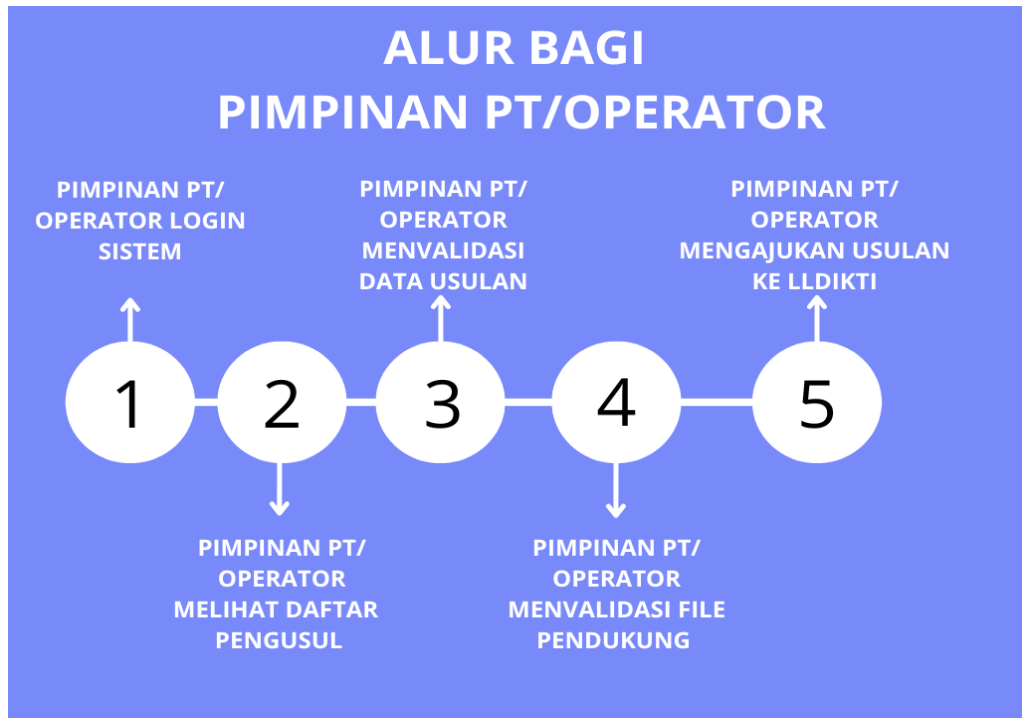 ALUR BAGI
PIMPINAN PT/OPERATOR
PIMPINAN PT/
OPERATOR LOGIN
SISTEM
PIMPINAN PT/
OPERATOR
MENVALIDASI
DATA USULAN
PIMPINAN PT/
OPERATOR
MENGAJUKAN USULAN
KE LLDIKTI
1
2
3
4
5
PIMPINAN PT/
OPERATOR
MELIHAT DAFTAR
PENGUSUL
PIMPINAN PT/
OPERATOR
MENVALIDASI FILE
PENDUKUNG